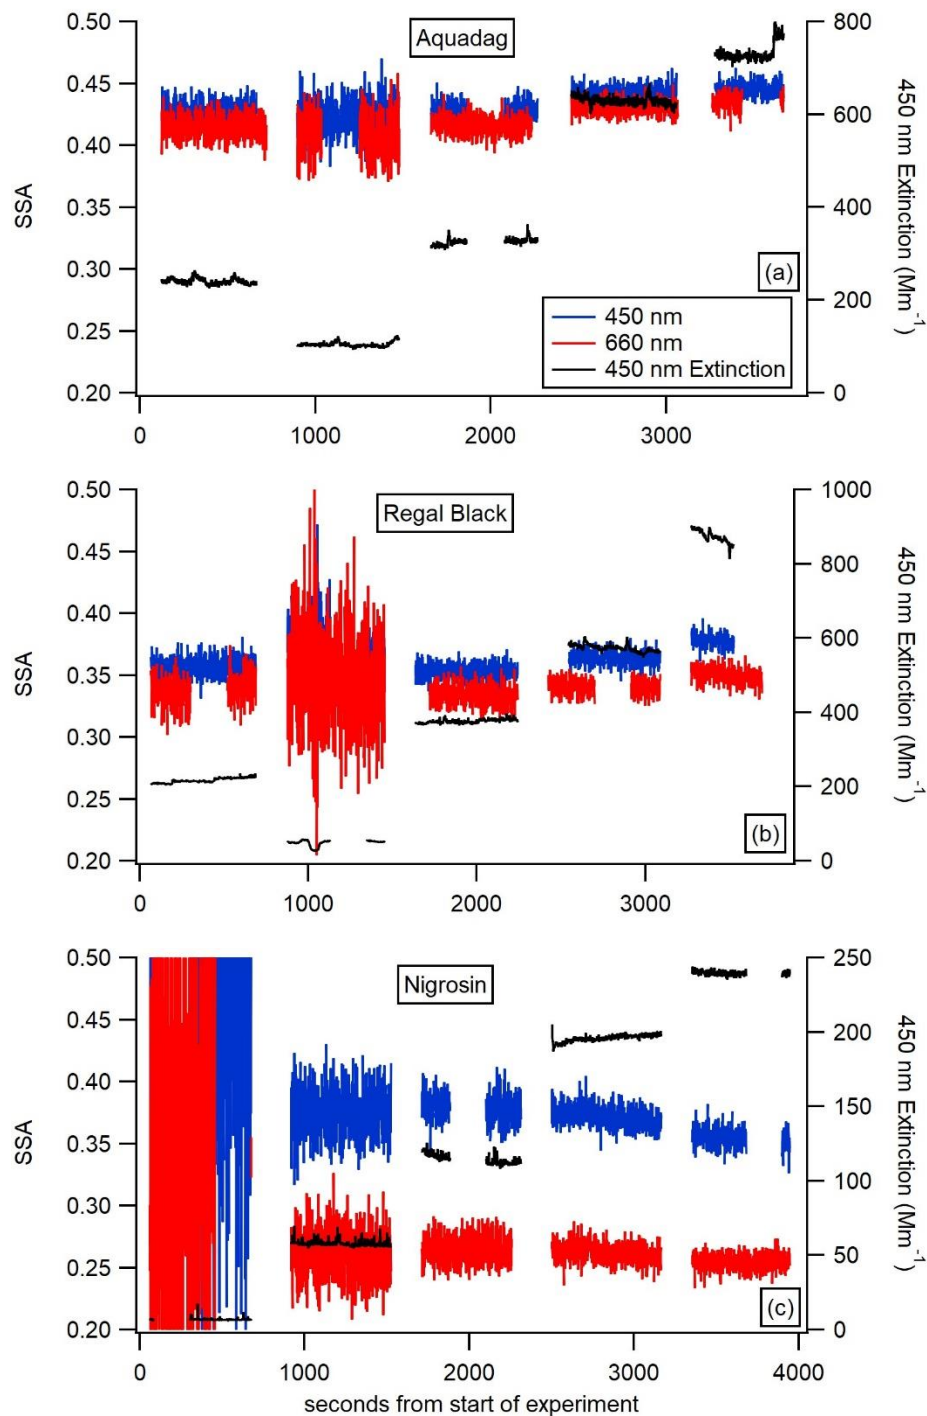 Aquadag
0.50
0.45
0.40
0.35
0.30
0.25
0.20
SSA
800
600
400
200
0
450 nm Extinction (Mm-1)
(a)
450 nm
660 nm
450 nm Extinction
0 1000 2000 3000
Regal Black
0.50
0.45
0.40
0.35
0.30
0.25
0.20
SSA
1000
800
600
400
200
0
450 nm Extinction (Mm-1)
(b)
0 1000 2000 3000
Nigrosin
0.50
0.45
0.40
0.35
0.30
0.25
0.20
SSA
250
200
150
100
50
0
450 nm Extinction (Mm-1)
(c)
0 1000 2000 3000 4000
seconds from start of experiment